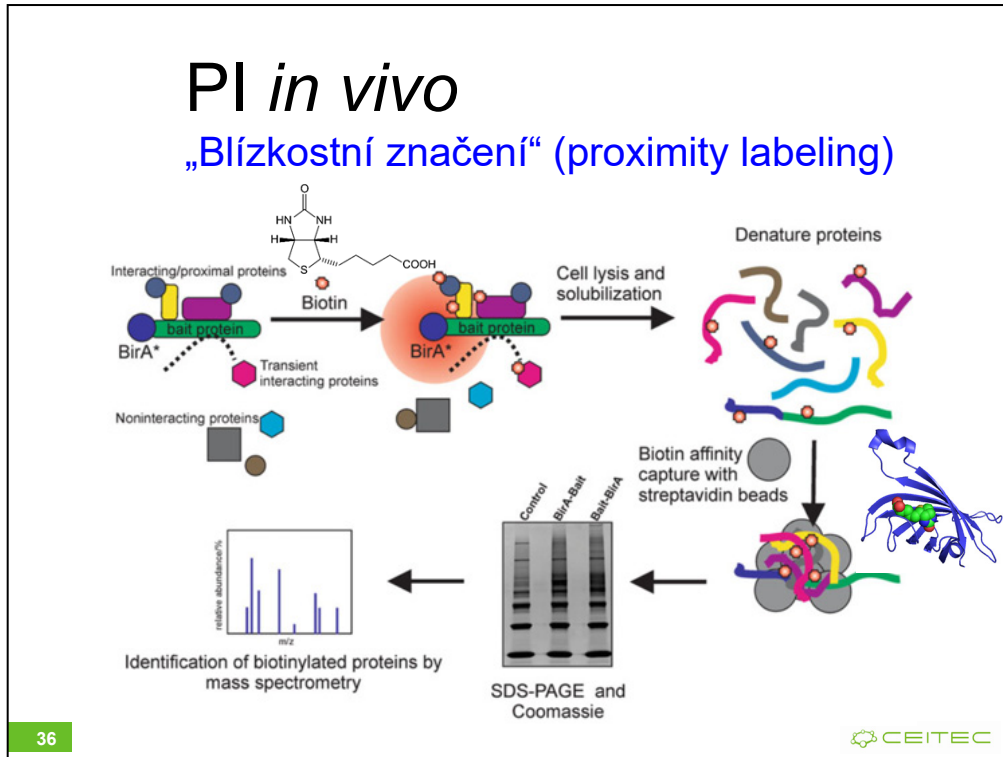 PI in vivo
„Blízkostní značení“ (proximity labeling)
O
HN
NH
H
H
S
COOH
Interacting/proximal proteins
Biotin
bait protein
BirA*
Transient
interacting proteins
Noninteracting proteins
bait protein
BirA*
Cell lysis and
solubilization
Denature proteins
Biotin affinity
capture with
streptavidin beads
Control
BirA-Bait
Bait-BirA
SDS-PAGE and
Coomassie
relative abundance/%
m/z
Identification of biotinylated proteins by
mass spectrometry
36
CEITEC